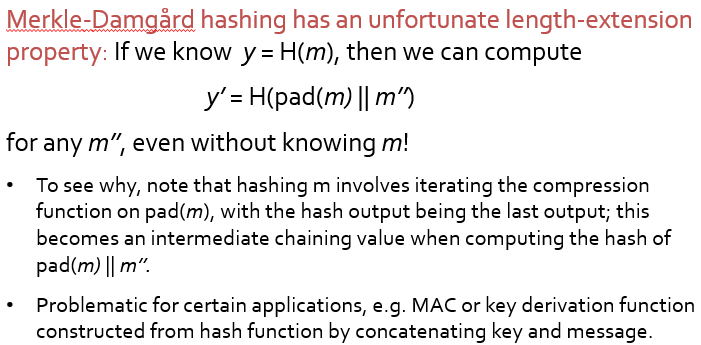 Merkle-Damgård hashing has an unfortunate length-extension
property: If we know y = H(m), then we can compute
y′ = H(pad(m) || m″)
for any m″, even without knowing m!
• To see why, note that hashing m involves iterating the compression
function on pad(m), with the hash output being the last output; this
becomes an intermediate chaining value when computing the hash of
pad(m) || m″.
• Problematic for certain applications, e.g. MAC or key derivation function
constructed from hash function by concatenating key and message.